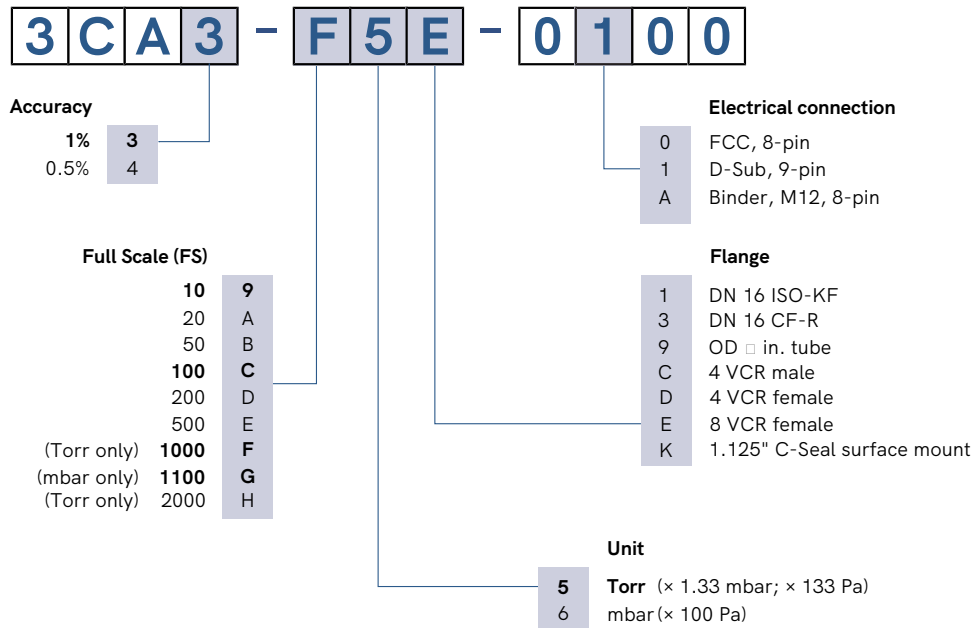 3CA3 - F5E - 0100
Accuracy
1% 3
0.5% 4
Electrical connection
0 FCC, 8-pin
1 D-Sub, 9-pin
A Binder, M12, 8-pin
Full Scale (FS)
10 9
20 A
50 B
100 C
200 D
500 E
(Torr only) 1000 F
(mbar only) 1100 G
(Torr only) 2000 H
Flange
1 DN 16 ISO-KF
3 DN 16 CF-R
9 OD □ in. tube
C 4 VCR male
D 4 VCR female
E 8 VCR female
K 1.125" C-Seal surface mount
Unit
5 Torr (× 1.33 mbar; × 133 Pa)
6 mbar (× 100 Pa)